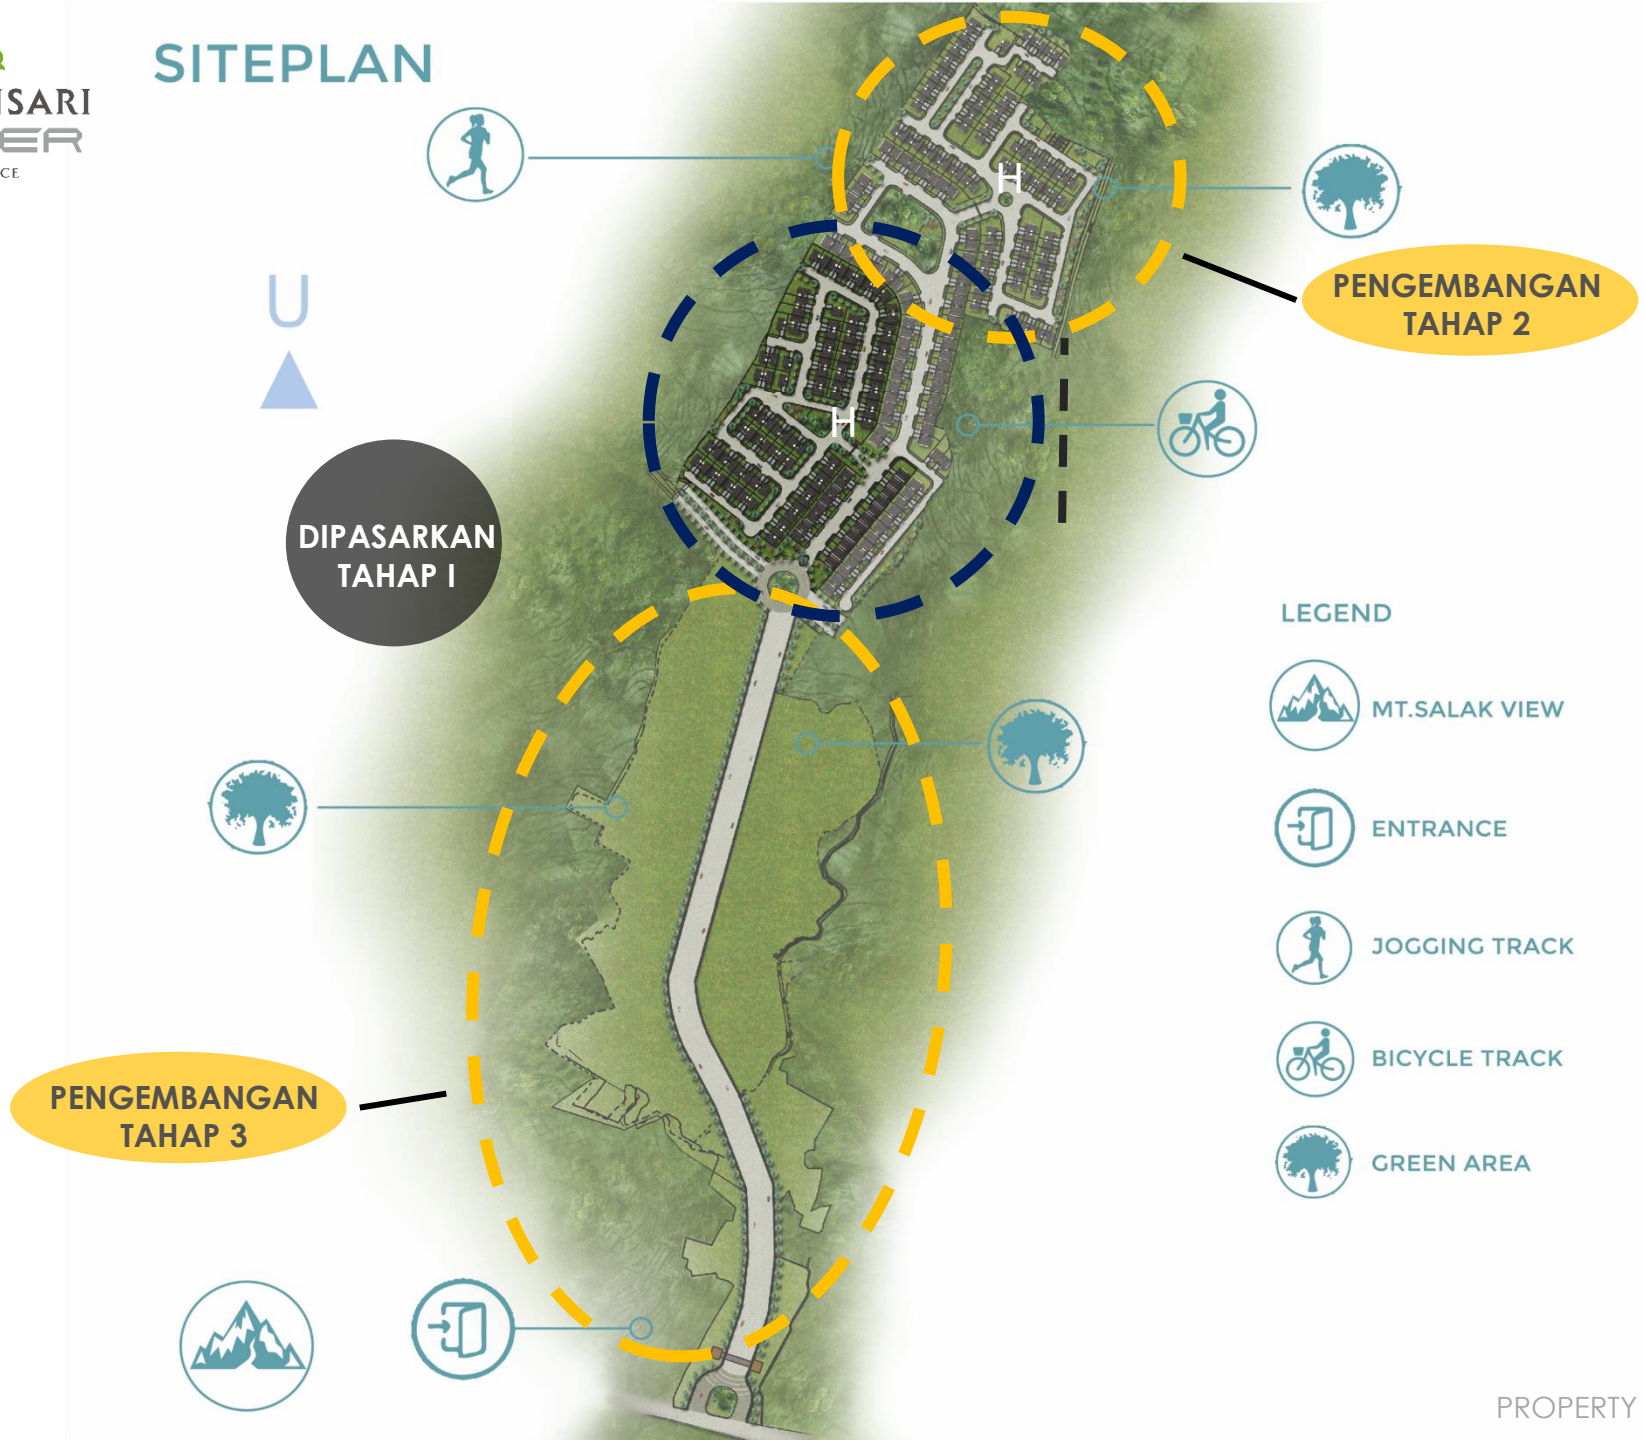 SITEPLAN
CE
H
PENGEMBANGAN
TAHAP 2
U
H
DIPASARKAN
TAHAP I
LEGEND
MT.SALAK VIEW
ENTRANCE
JOGGING TRACK
BICYCLE TRACK
GREEN AREA
PENGEMBANGAN
TAHAP 3
PROPERTY